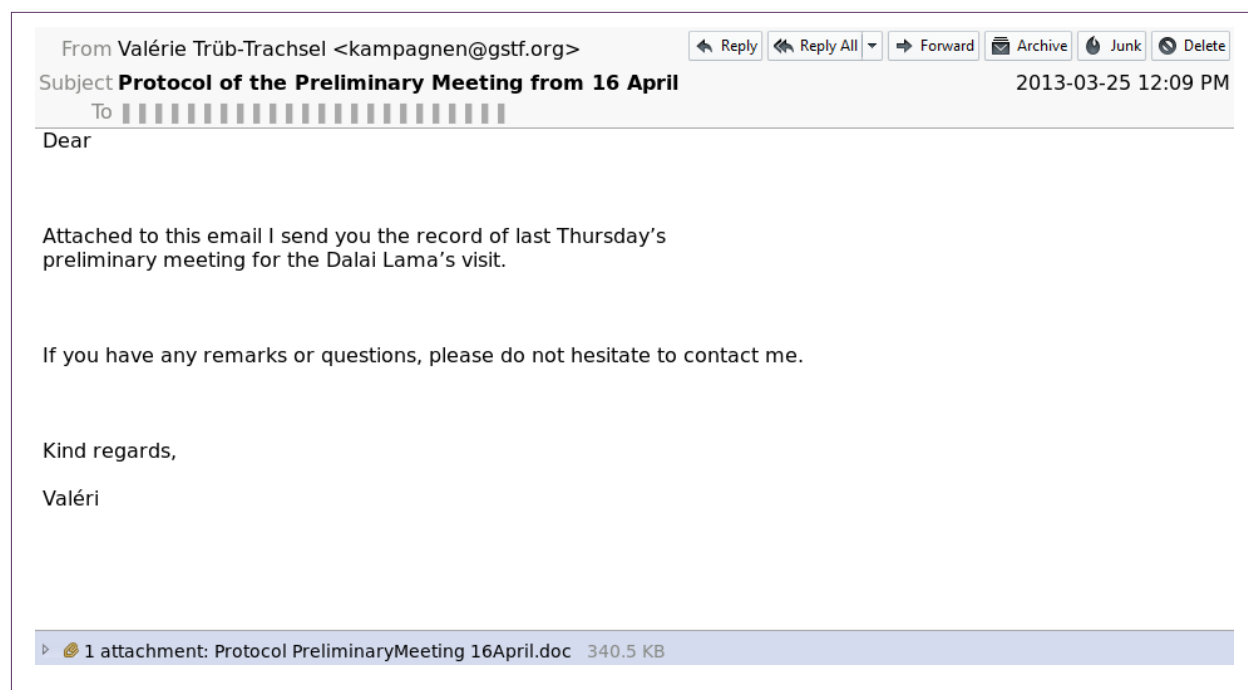 From Valérie Trüb-Trachsel <kampagnen@gstf.org>
Reply Reply All Forward Archive Junk Delete
Subject Protocol of the Preliminary Meeting from 16 April
2013-03-25 12:09 PM
To
Dear
Attached to this email I send you the record of last Thursday’s
preliminary meeting for the Dalai Lama’s visit.
If you have any remarks or questions, please do not hesitate to contact me.
Kind regards,
Valéri
1 attachment: Protocol PreliminaryMeeting 16April.doc 340.5 KB